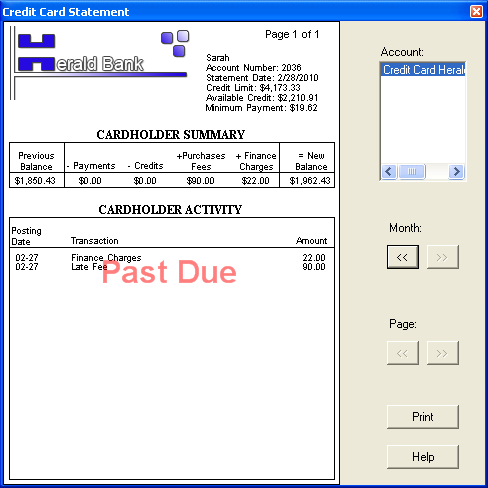 Credit Card Statement
Page 1 of 1
Herald Bank
Sarah
Account Number: 2036
Statement Date: 2/28/2010
Credit Limit: $4,173.33
Available Credit: $2,210.91
Minimum Payment: $19.62
CARDHOLDER SUMMARY
Previous Balance - Payments - Credits +Purchases Fees + Finance Charges = New Balance
$1,850.43 $0.00 $0.00 $90.00 $22.00 $1,962.43
CARDHOLDER ACTIVITY
Posting Date Transaction Amount
02-27 Finance Charges 22.00
02-27 Late Fee 90.00
Past Due
Account:
Credit Card Heral
Month:
<< >>
Page:
<< >>
Print
Help